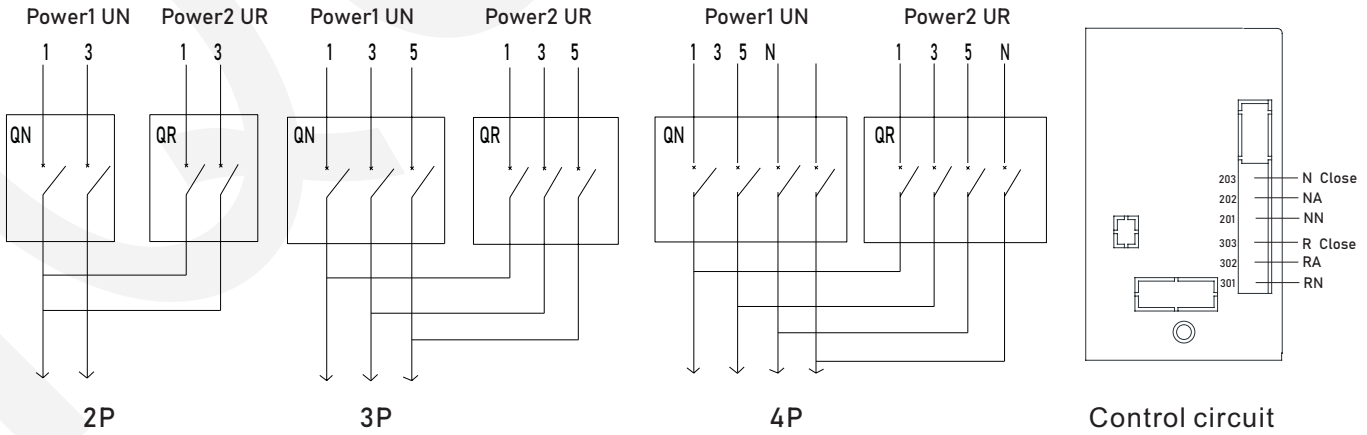 Power1 UN Power2 UR Power1 UN Power2 UR Power1 UN Power2 UR
1 3 1 3 1 3 5 1 3 5 1 3 5 N 1 3 5 N
QN QR QN QR QN QR
203 N Close
202 NA
201 NN
303 R Close
302 RA
301 RN
2P 3P 4P Control circuit